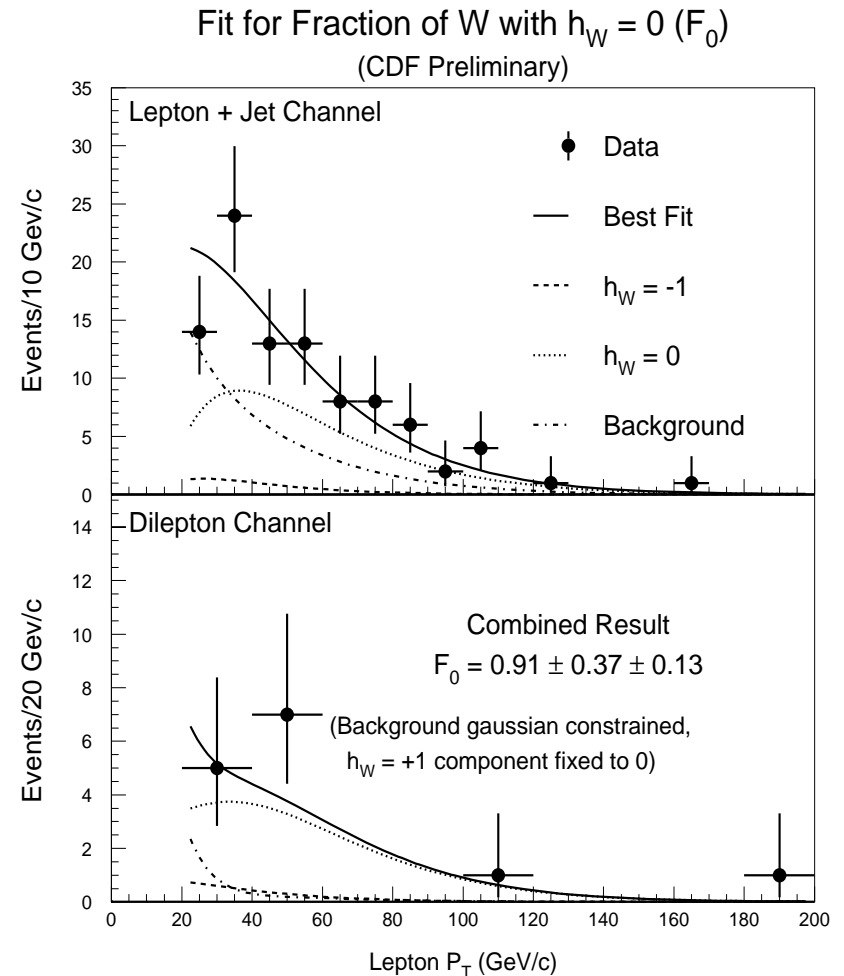 Fit for Fraction of W with h_W = 0 (F_0)
(CDF Preliminary)
Lepton + Jet Channel
Data
Best Fit
h_W = -1
h_W = 0
Background
Events/10 Gev/c
35
30
25
20
15
10
5
0
Dilepton Channel
Combined Result
F_0 = 0.91 ± 0.37 ± 0.13
(Background gaussian constrained,
h_W = +1 component fixed to 0)
Events/20 Gev/c
14
12
10
8
6
4
2
0
0 20 40 60 80 100 120 140 160 180 200
Lepton P_T (GeV/c)